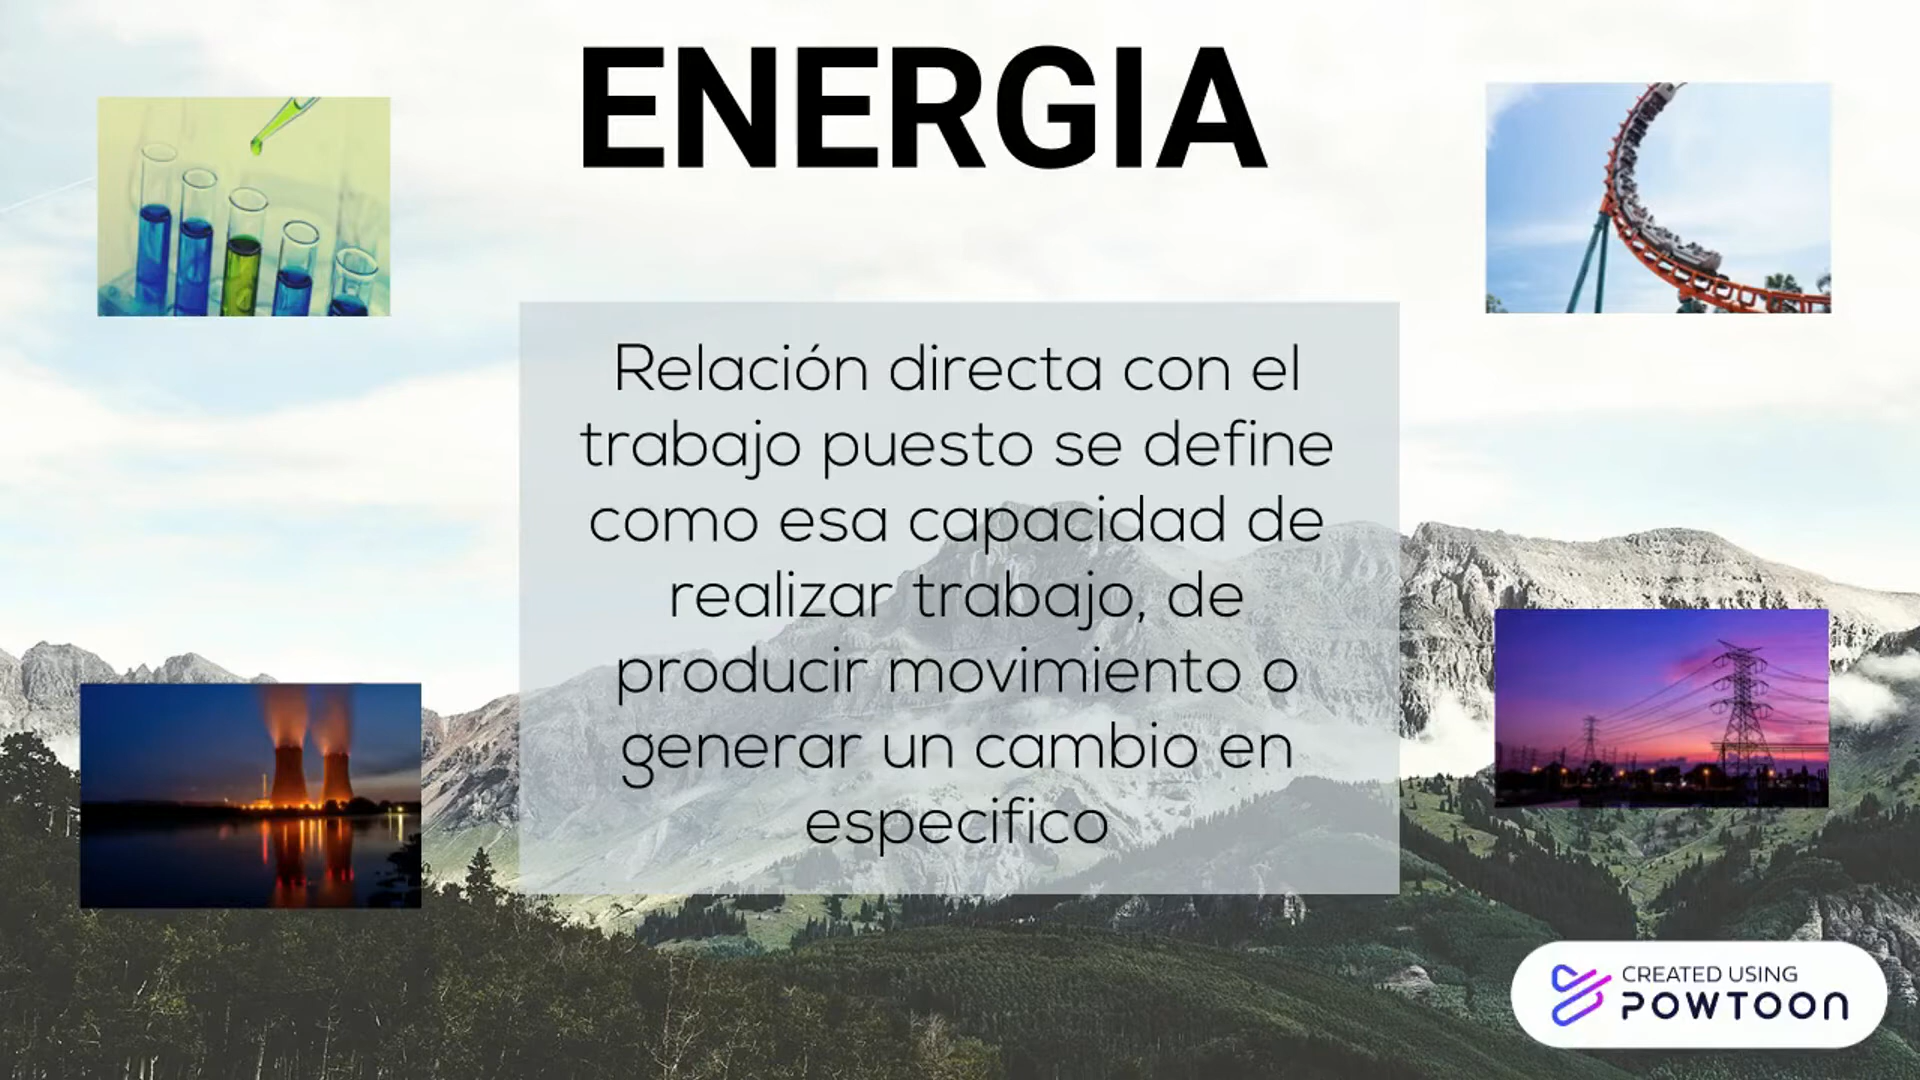 ENERGIA
Relación directa con el
trabajo puesto se define
como esa capacidad de
realizar trabajo, de
producir movimiento o
generar un cambio en
especifico
CREATED USING
POWTOON